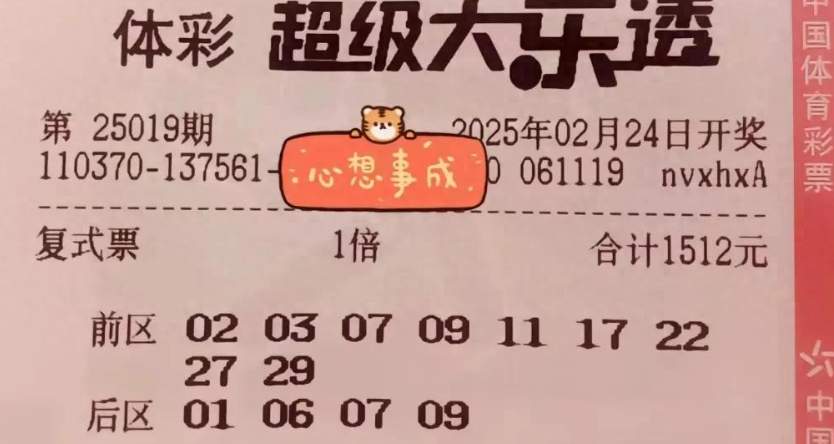 体彩 超级大乐透
第 25019期 2025年02月24日开奖
110370-137561- 0 061119 nvxhxA
心想事成
复式票 1倍 合计1512元
前区 02 03 07 09 11 17 22
27 29
后区 01 06 07 09
中国体育彩票
中国